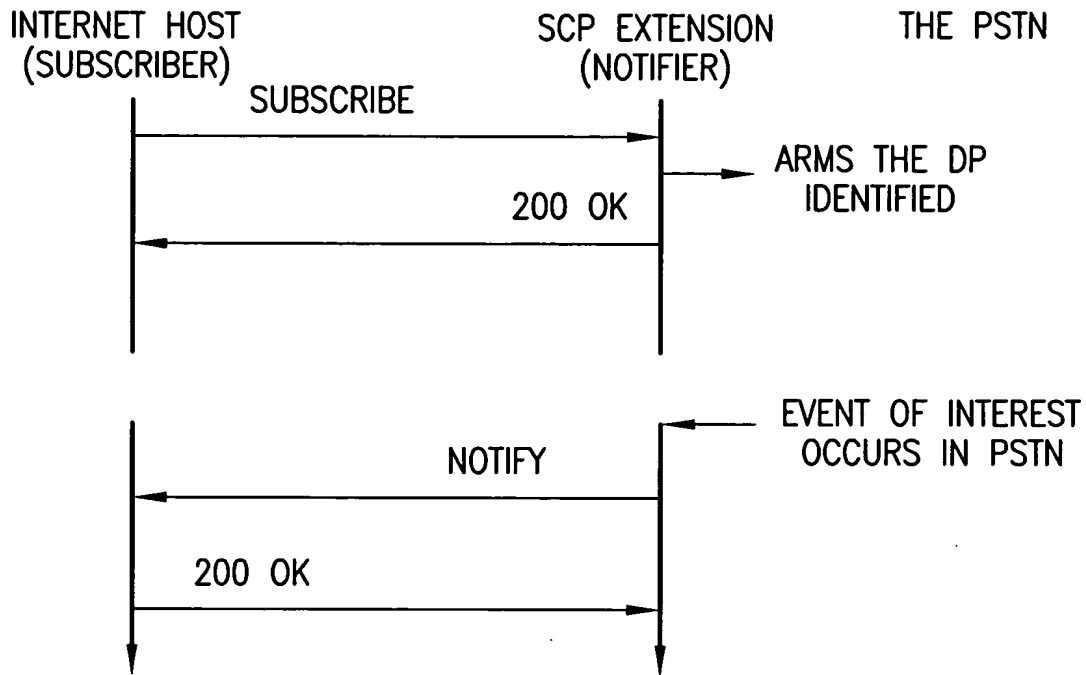 INTERNET HOST
(SUBSCRIBER)
SCP EXTENSION
(NOTIFIER)
THE PSTN
SUBSCRIBE
ARMS THE DP
IDENTIFIED
200 OK
EVENT OF INTEREST
OCCURS IN PSTN
NOTIFY
200 OK